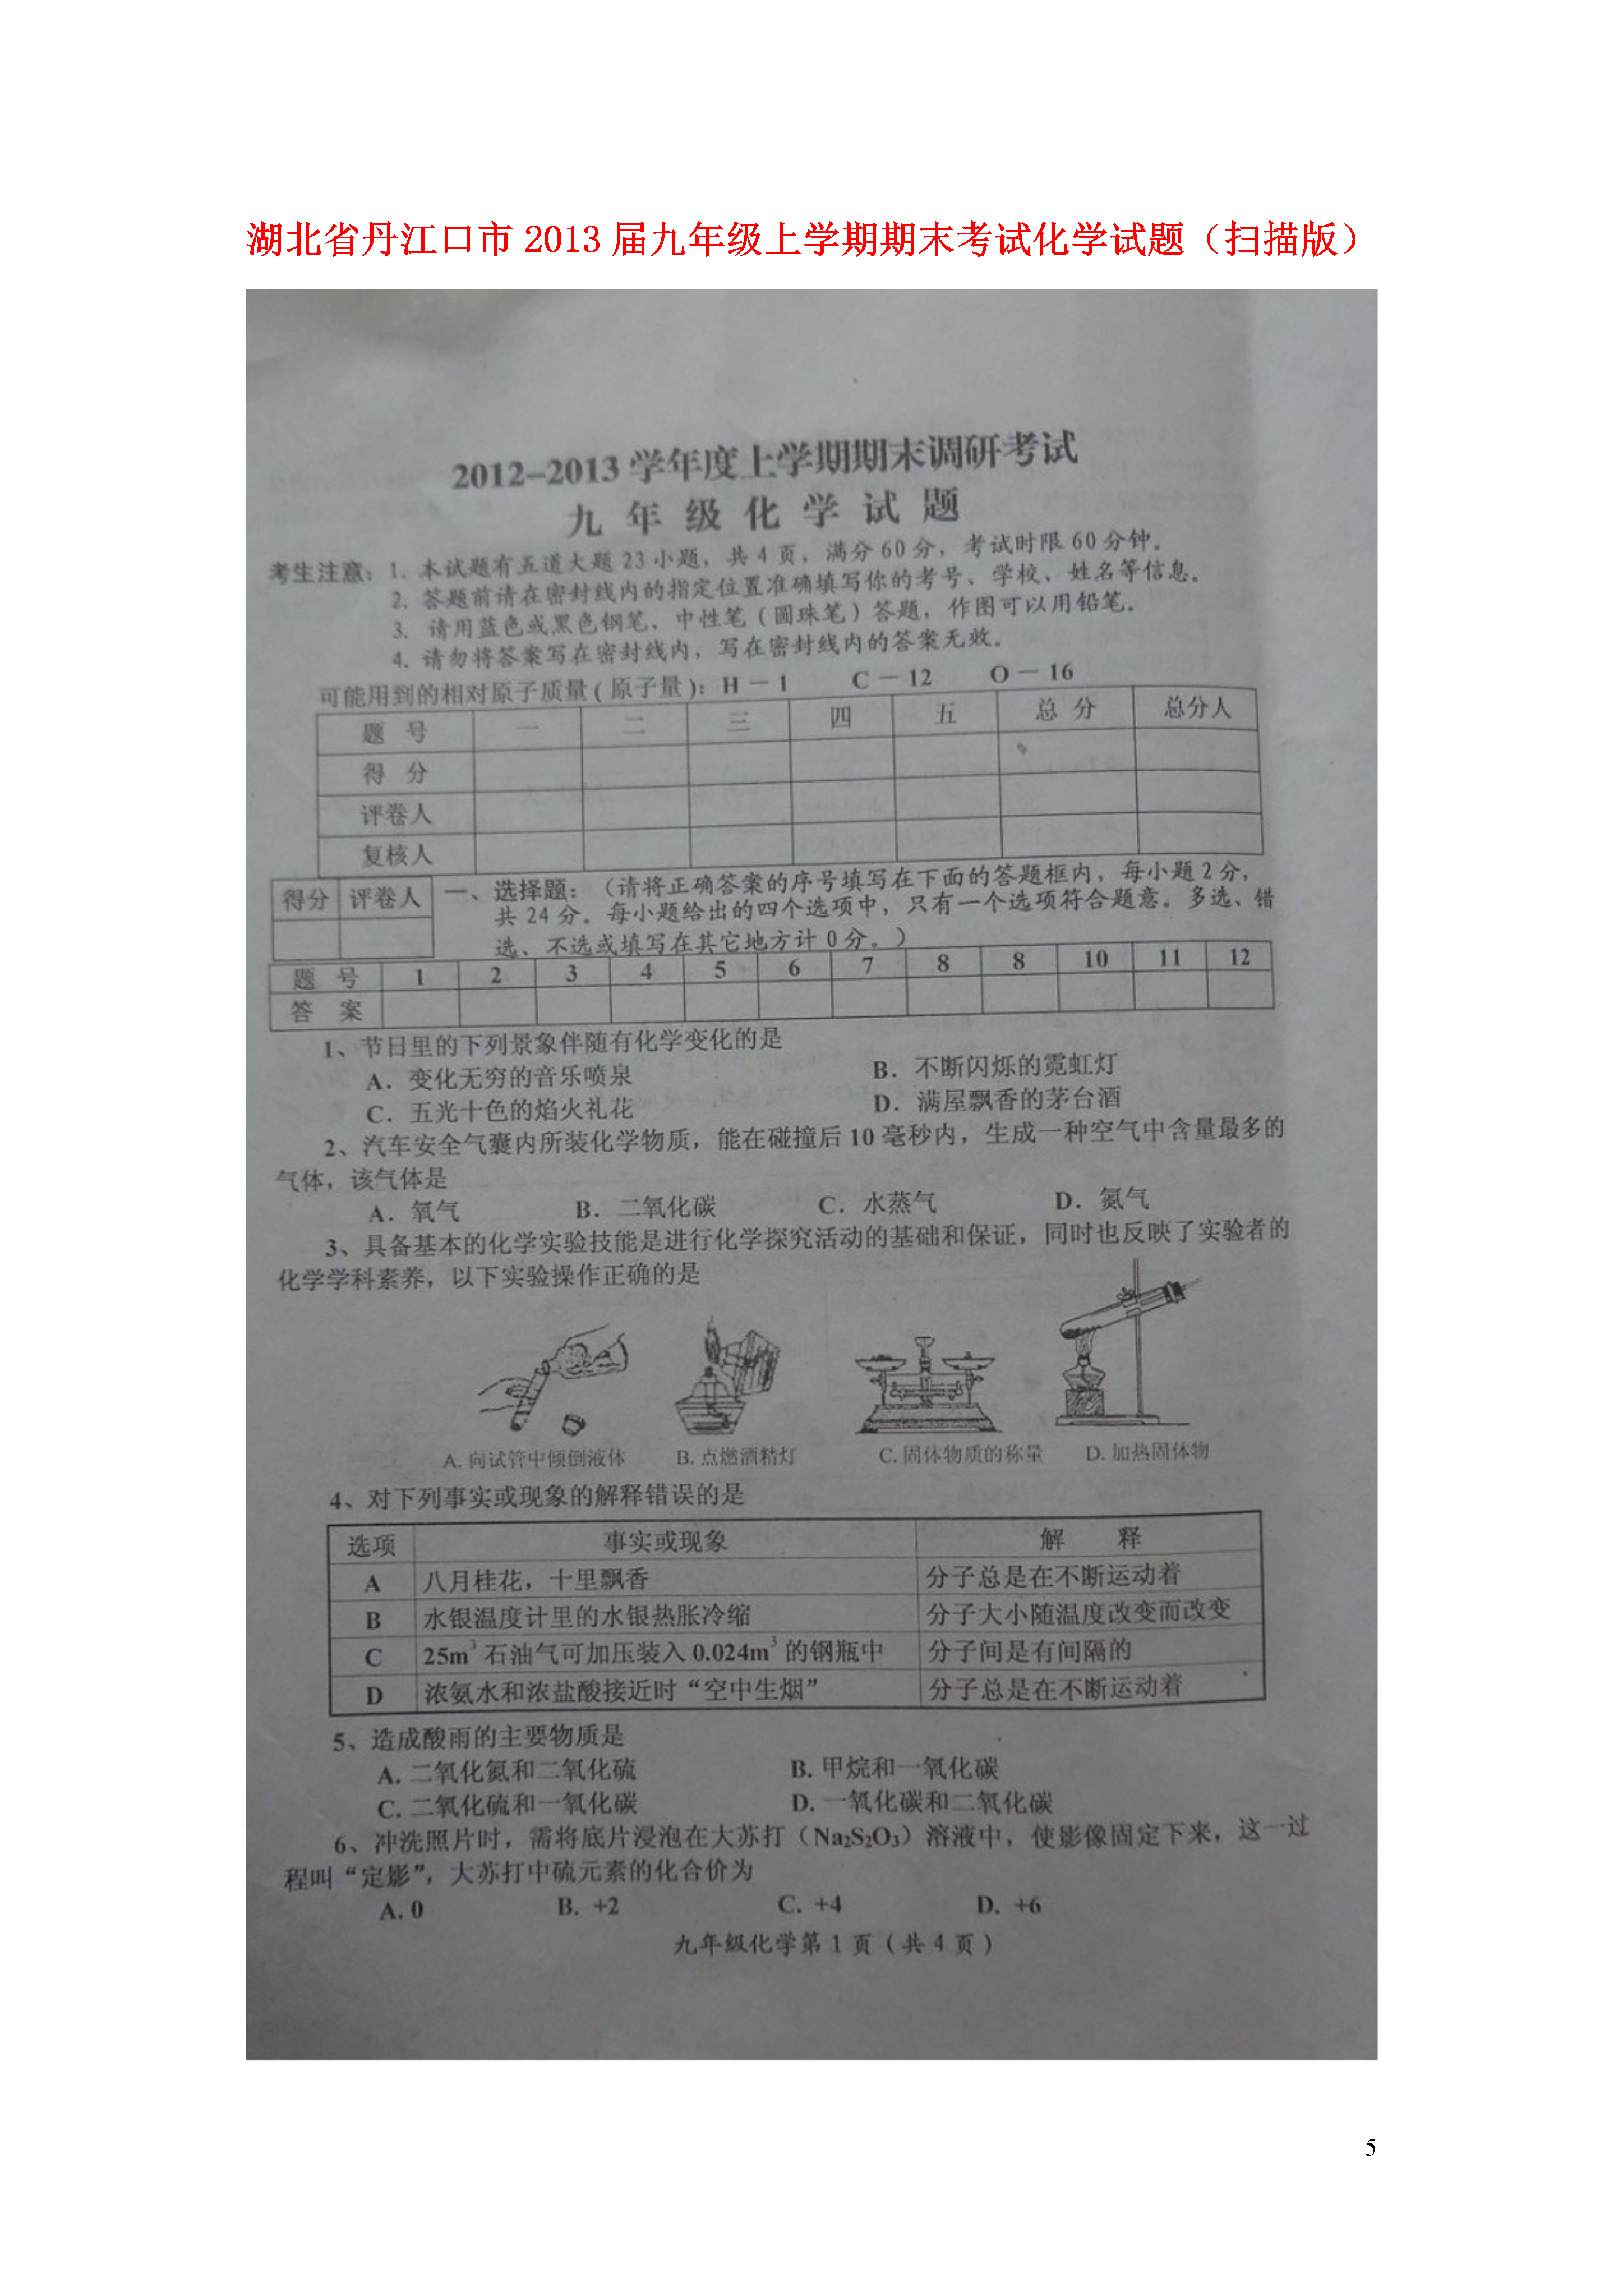 湖北省丹江口市 2013 届九年级上学期期末考试化学试题（扫描版）
2012–2013 学年度上学期期末调研考试
九 年 级 化 学 试 题
考生注意：1. 本试题有五道大题 23 小题，共 4 页，满分 60 分，考试时限 60 分钟。
2. 答题前请在密封线内的指定位置准确填写你的考号、学校、姓名等信息。
3. 请用蓝色或黑色钢笔、中性笔（圆珠笔）答题，作图可以用铅笔。
4. 请勿将答案写在密封线内，写在密封线内的答案无效。
可能用到的相对原子质量 ( 原子量 )：H — 1 C — 12 O — 16
题 号 一 二 三 四 五 总 分 总分人
得 分
评卷人
复核人
得分 评卷人
一、选择题：（请将正确答案的序号填写在下面的答题框内，每小题 2 分，
共 24 分。每小题给出的四个选项中，只有一个选项符合题意。多选、错
选、不选或填写在其它地方计 0 分。）
题 号 1 2 3 4 5 6 7 8 8 10 11 12
答 案
1、节日里的下列景象伴随有化学变化的是
A．变化无穷的音乐喷泉 B．不断闪烁的霓虹灯
C．五光十色的焰火礼花 D．满屋飘香的茅台酒
2、汽车安全气囊内所装化学物质，能在碰撞后 10 毫秒内，生成一种空气中含量最多的
气体，该气体是
A．氧气 B．二氧化碳 C．水蒸气 D．氮气
3、具备基本的化学实验技能是进行化学探究活动的基础和保证，同时也反映了实验者的
化学学科素养，以下实验操作正确的是
A. 向试管中倾倒液体 B. 点燃酒精灯 C. 固体物质的称量 D. 加热固体物
4、对下列事实或现象的解释错误的是
选项 事实或现象 解 释
A 八月桂花，十里飘香 分子总是在不断运动着
B 水银温度计里的水银热胀冷缩 分子大小随温度改变而改变
C 25m³ 石油气可加压装入 0.024m³ 的钢瓶中 分子间是有间隔的
D 浓氨水和浓盐酸接近时“空中生烟” 分子总是在不断运动着
5、造成酸雨的主要物质是
A. 二氧化氮和二氧化硫 B. 甲烷和一氧化碳
C. 二氧化硫和一氧化碳 D. 一氧化碳和二氧化碳
6、冲洗照片时，需将底片浸泡在大苏打（Na₂S₂O₃）溶液中，使影像固定下来，这一过
程叫“定影”，大苏打中硫元素的化合价为
A. 0 B. +2 C. +4 D. +6
九年级化学第 1 页（共 4 页）
5